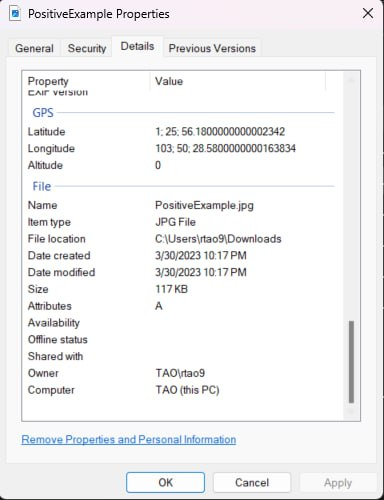 PositiveExample Properties
General Security Details Previous Versions
Property Value
EXIF version
GPS
Latitude 1; 25; 56.1800000000002342
Longitude 103; 50; 28.5800000000163834
Altitude 0
File
Name PositiveExample.jpg
Item type JPG File
File location C:\Users\rtao9\Downloads
Date created 3/30/2023 10:17 PM
Date modified 3/30/2023 10:17 PM
Size 117 KB
Attributes A
Availability
Offline status
Shared with
Owner TAO\rtao9
Computer TAO (this PC)
Remove Properties and Personal Information
OK Cancel Apply